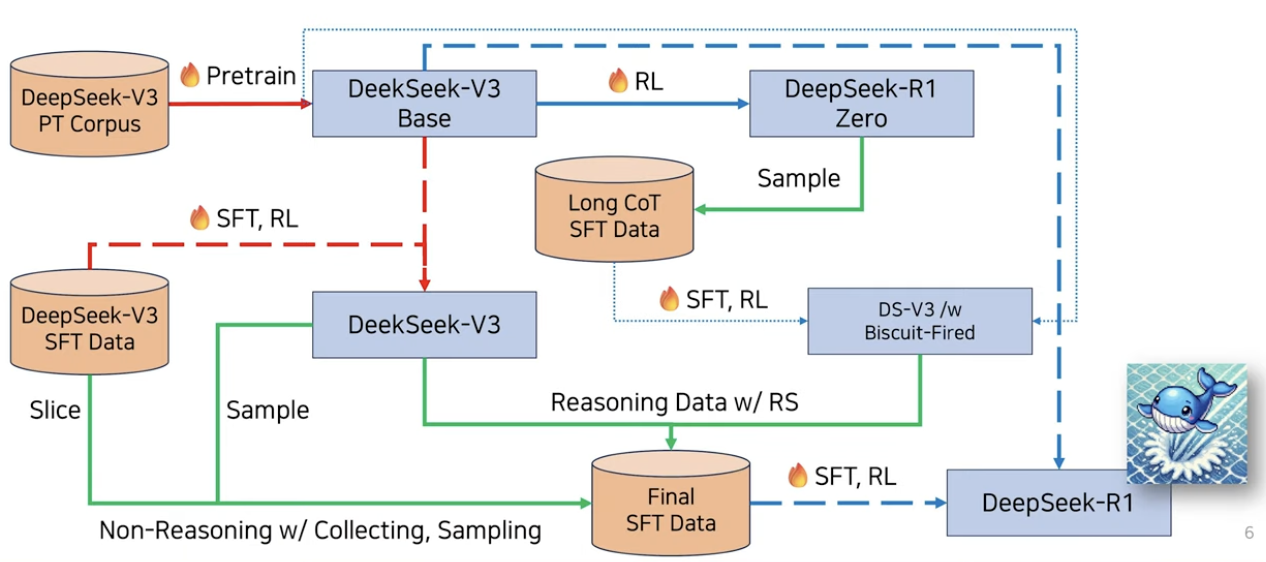 Pretrain
DeepSeek-V3
PT Corpus
DeekSeek-V3
Base
RL
DeepSeek-R1
Zero
Sample
Long CoT
SFT Data
SFT, RL
DeepSeek-V3
SFT Data
DeekSeek-V3
SFT, RL
DS-V3 /w
Biscuit-Fired
Slice
Sample
Reasoning Data w/ RS
Final
SFT Data
SFT, RL
DeepSeek-R1
Non-Reasoning w/ Collecting, Sampling
6